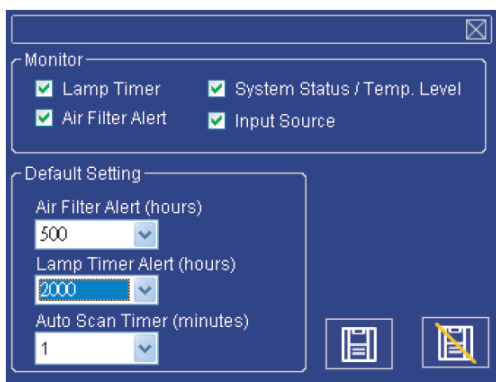 Monitor
Lamp Timer
System Status / Temp. Level
Air Filter Alert
Input Source
Default Setting
Air Filter Alert (hours)
500
Lamp Timer Alert (hours)
2000
Auto Scan Timer (minutes)
1